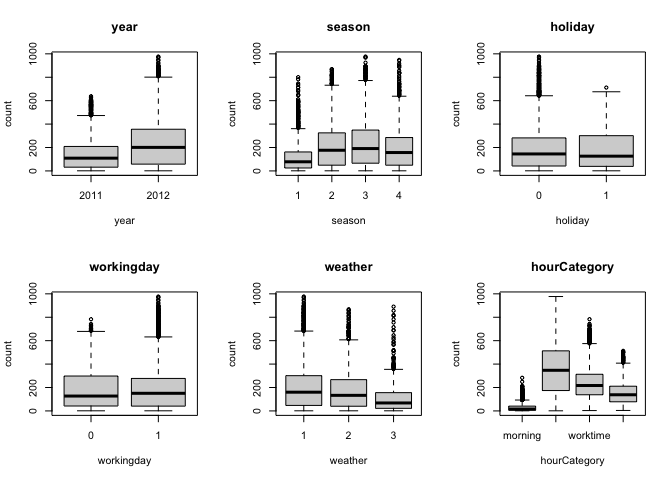 year
season
holiday
count
0 200 600 1000
2011 2012
year
count
0 200 600 1000
1 2 3 4
season
count
0 200 600 1000
0 1
holiday
workingday
weather
hourCategory
count
0 200 600 1000
0 1
workingday
count
0 200 600 1000
1 2 3
weather
count
0 200 600 1000
morning worktime
hourCategory